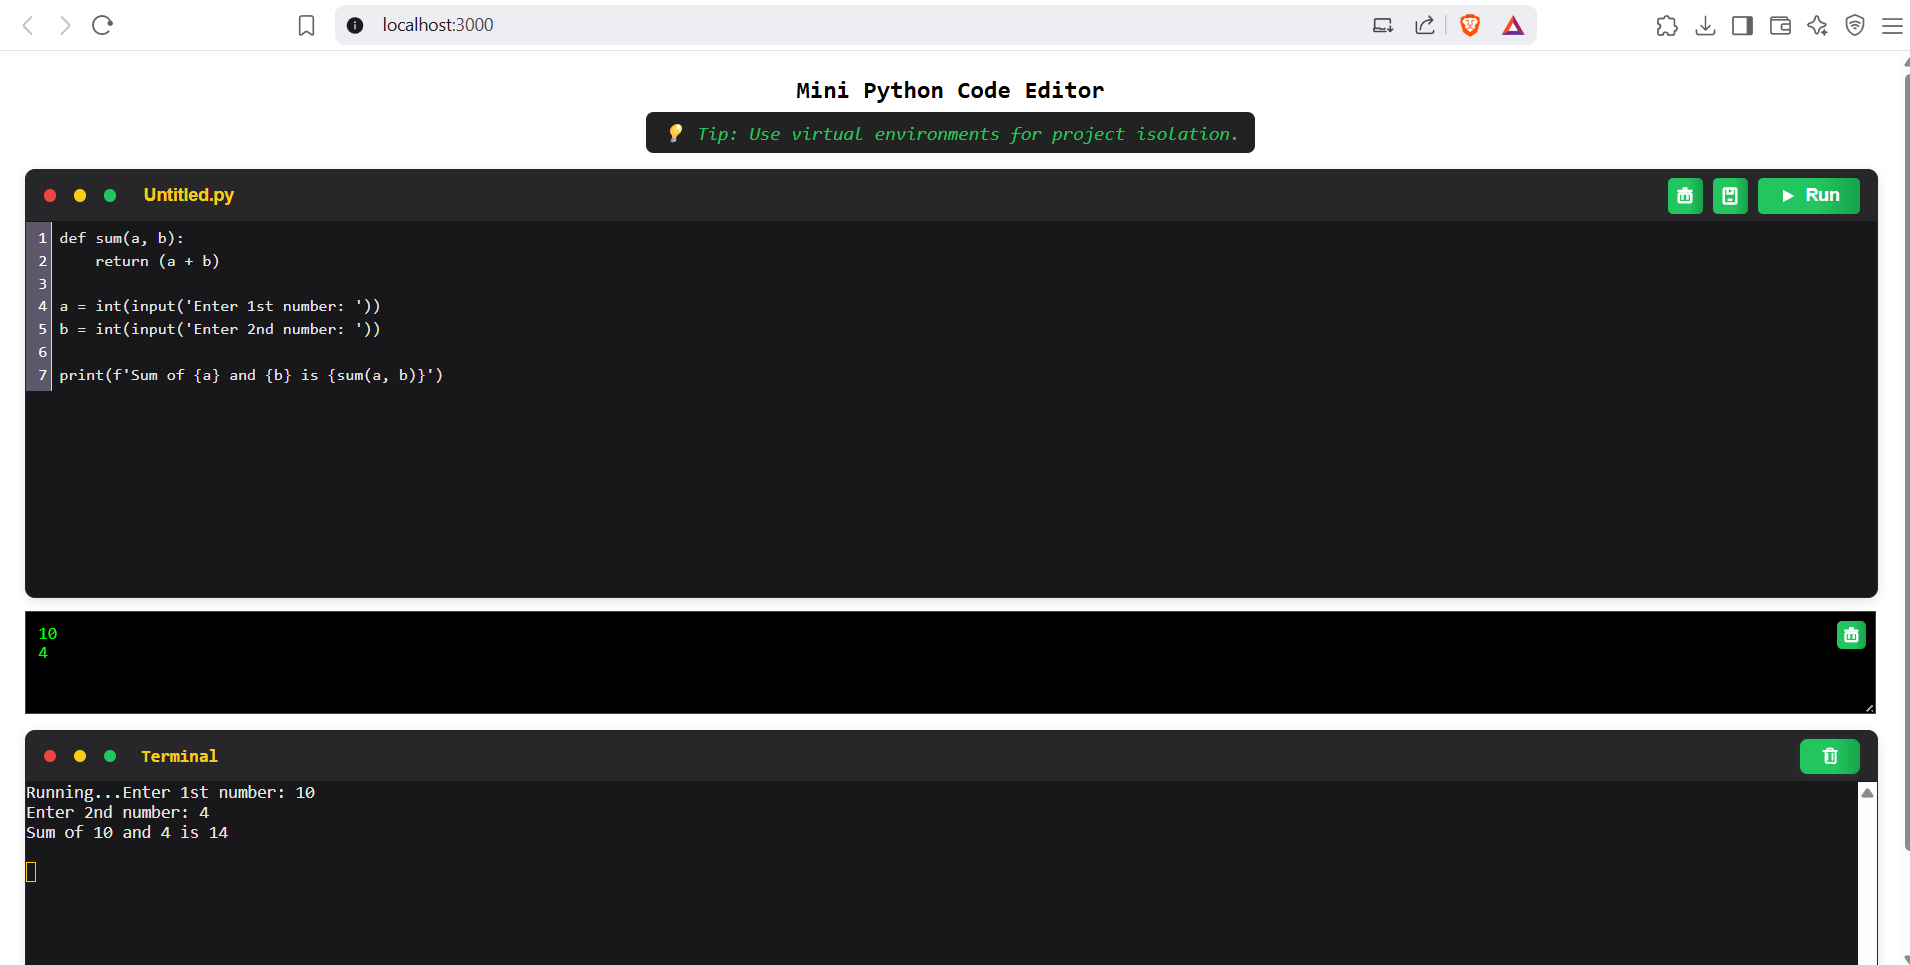 localhost:3000
Mini Python Code Editor
💡 Tip: Use virtual environments for project isolation.
Untitled.py
Run
1 def sum(a, b):
2     return (a + b)
3
4 a = int(input('Enter 1st number: '))
5 b = int(input('Enter 2nd number: '))
6
7 print(f'Sum of {a} and {b} is {sum(a, b)}')
10
4
Terminal
Running...Enter 1st number: 10
Enter 2nd number: 4
Sum of 10 and 4 is 14